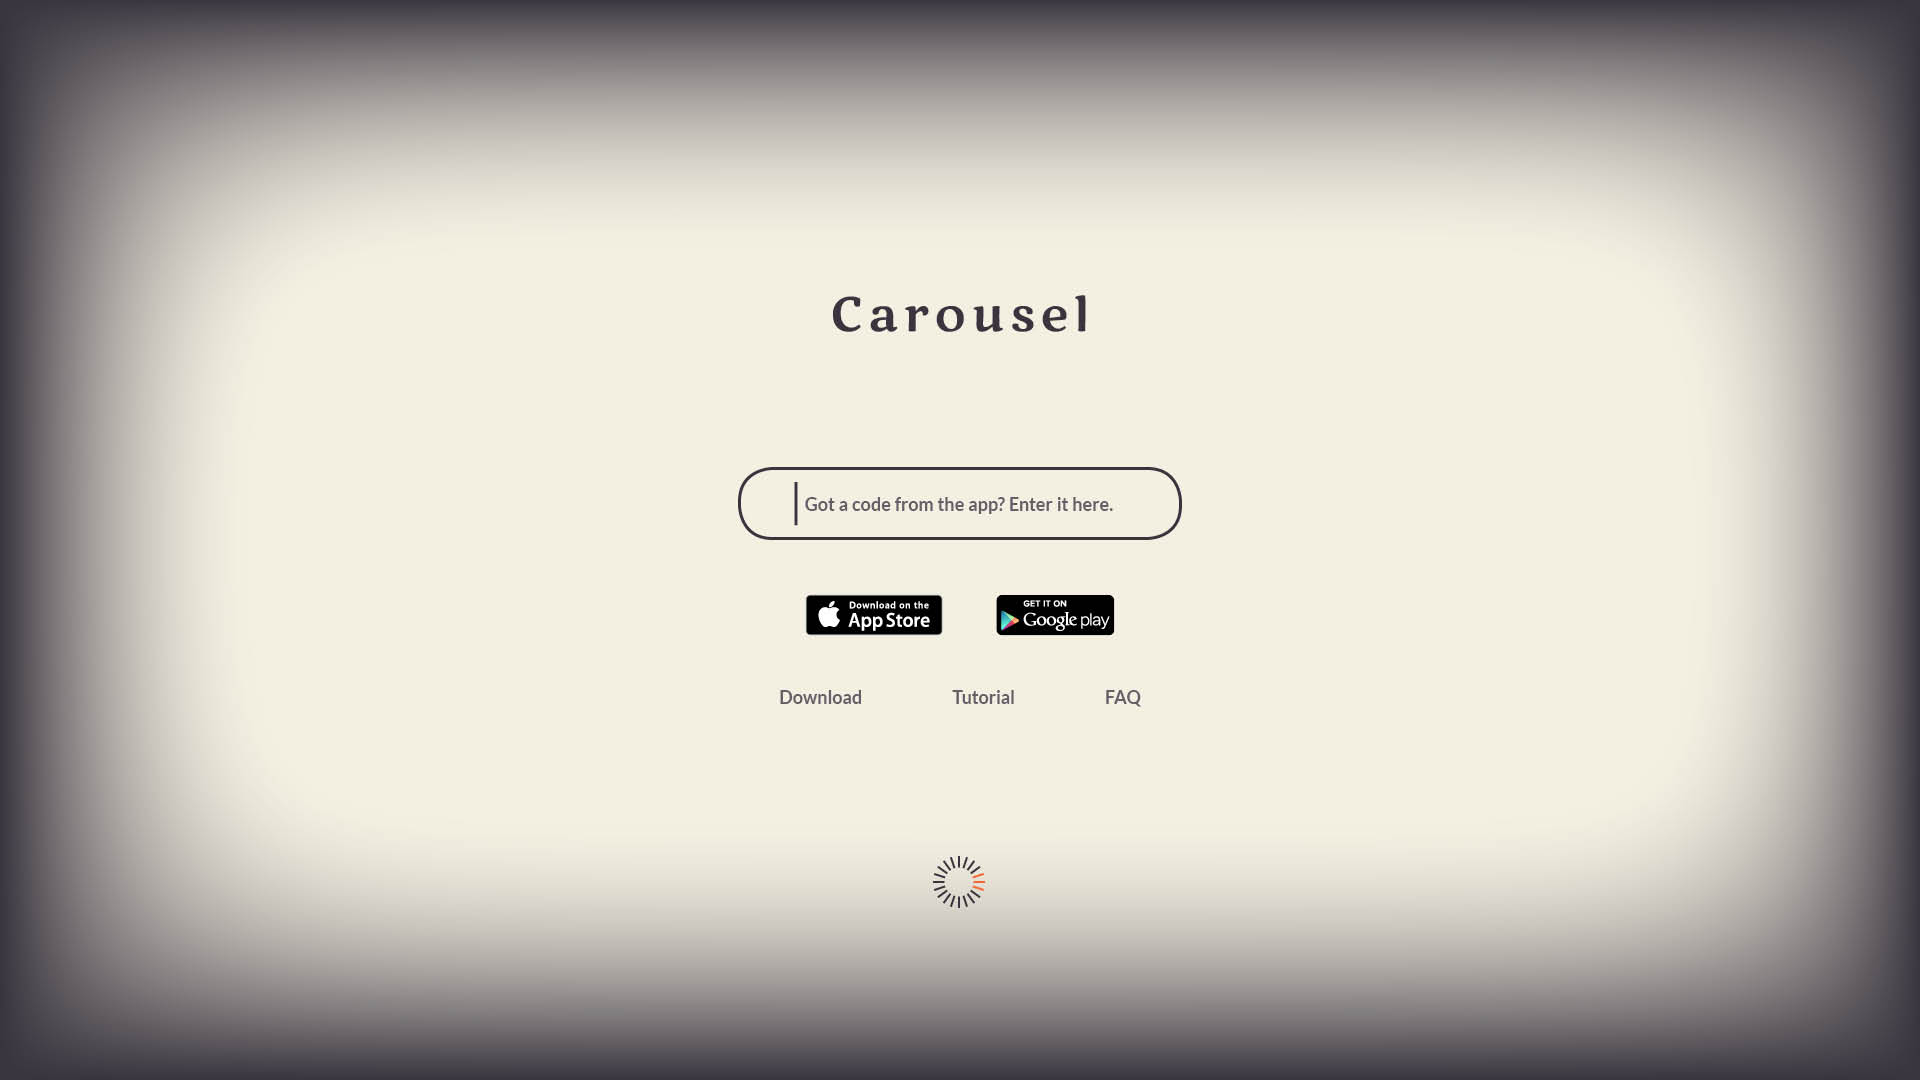 Carousel
Got a code from the app? Enter it here.
Download on the
App Store
GET IT ON
Google play
Download
Tutorial
FAQ